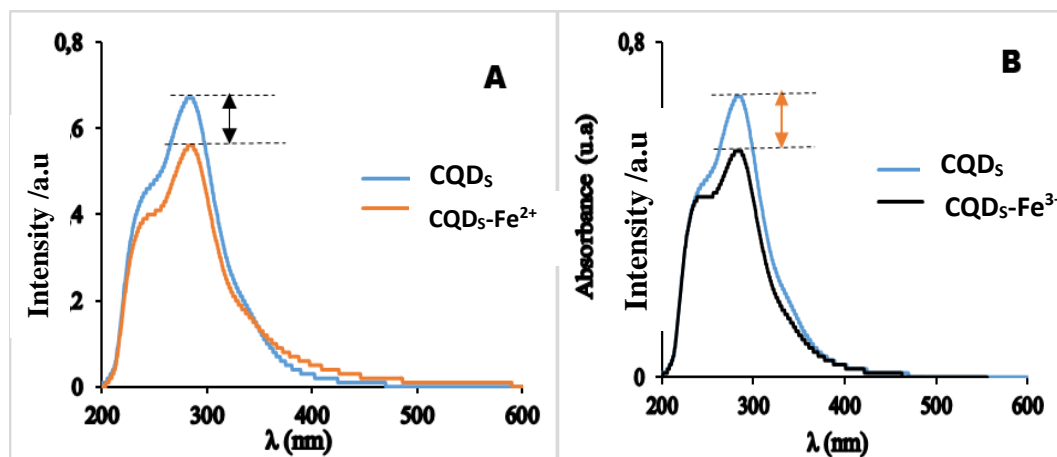 A
0,8
,6
,2
0
200
300
400
500
600
Intensity /a.u
λ (nm)
CQDS
CQDS-Fe²⁺
B
0,8
0
200
300
400
500
600
Absorbance (u.a)
Intensity /a.u
λ (nm)
CQDS
CQDS-Fe³⁺